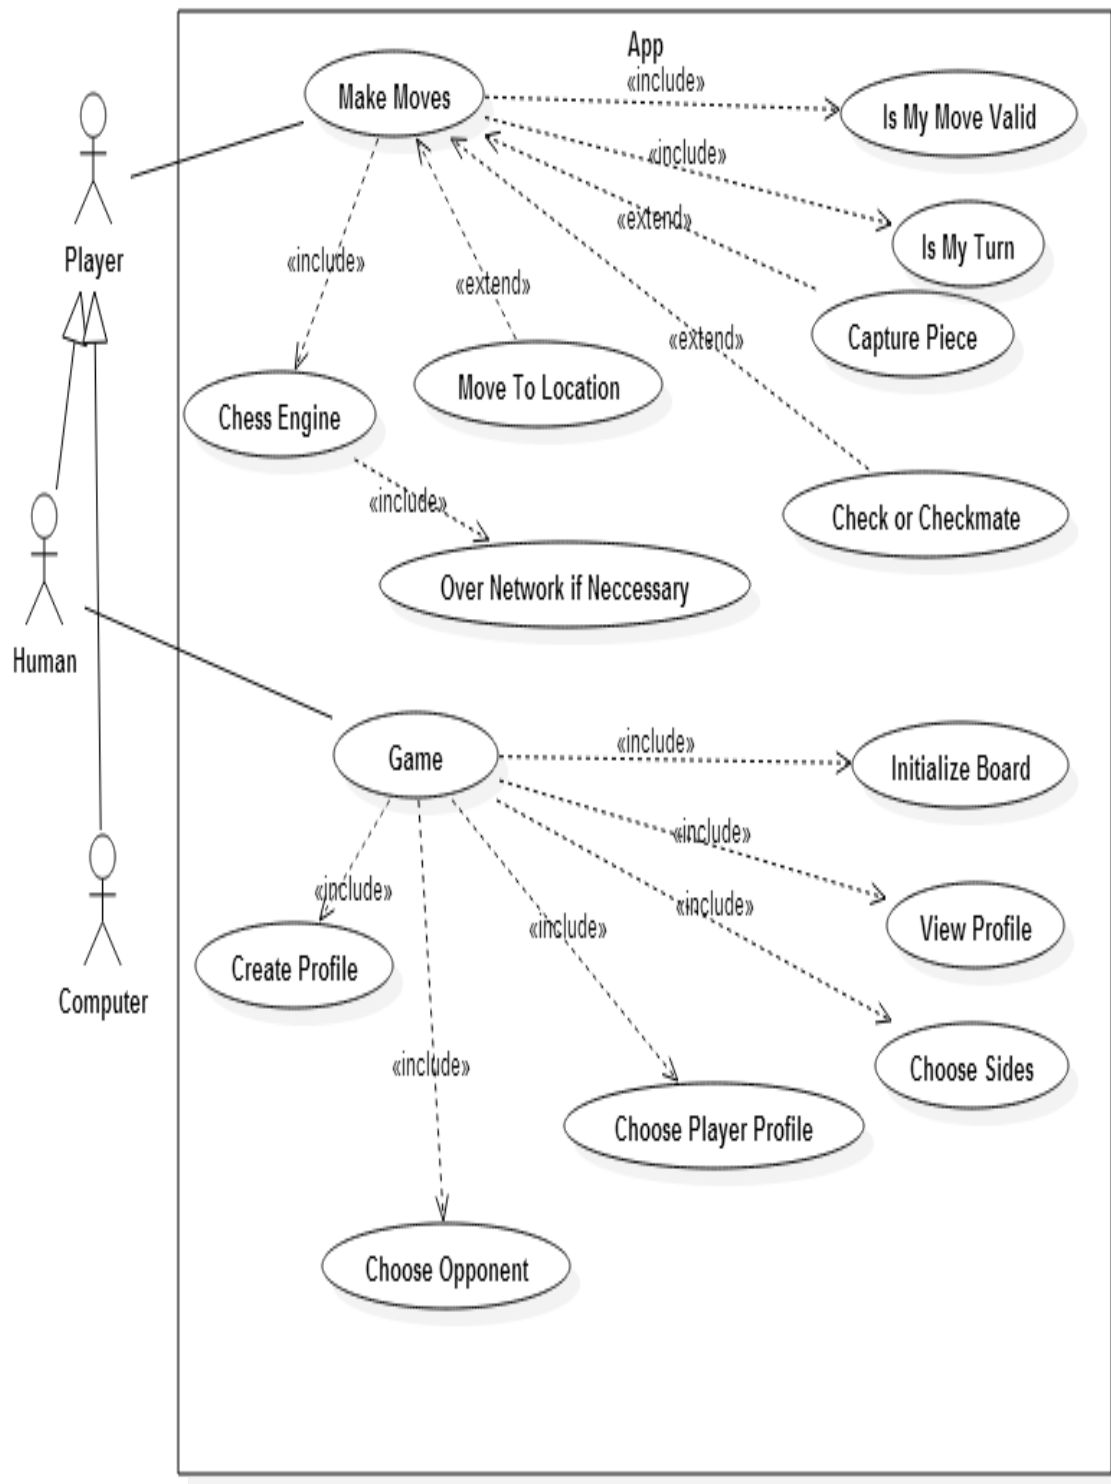 App
Make Moves
«include»
Is My Move Valid
«include»
«extend»
Is My Turn
Player
«include»
«extend»
«extend»
Capture Piece
Chess Engine
Move To Location
«include»
Check or Checkmate
Over Network if Neccessary
Human
Game
«include»
Initialize Board
«include»
«include»
«include»
«include»
View Profile
Create Profile
Computer
«include»
Choose Sides
Choose Player Profile
Choose Opponent